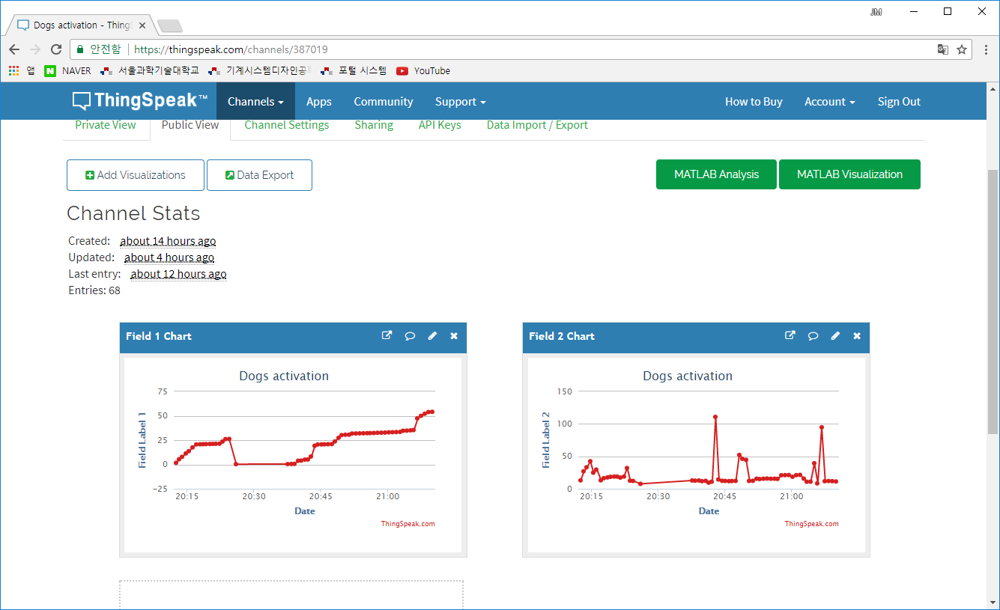 JM
Dogs activation - Thing
안전함 https://thingspeak.com/channels/387019
앱 NAVER 서울과학기술대학교 기계시스템디자인공 포털 시스템 YouTube
ThingSpeak™ Channels Apps Community Support How to Buy Account Sign Out
Private View Public View Channel Settings Sharing API Keys Data Import / Export
Add Visualizations Data Export MATLAB Analysis MATLAB Visualization
Channel Stats
Created: about 14 hours ago
Updated: about 4 hours ago
Last entry: about 12 hours ago
Entries: 68
Field 1 Chart
Dogs activation
Field Label 1
75
50
25
0
-25
20:15 20:30 20:45 21:00
Date
ThingSpeak.com
Field 2 Chart
Dogs activation
Field Label 2
150
100
50
0
20:15 20:30 20:45 21:00
Date
ThingSpeak.com